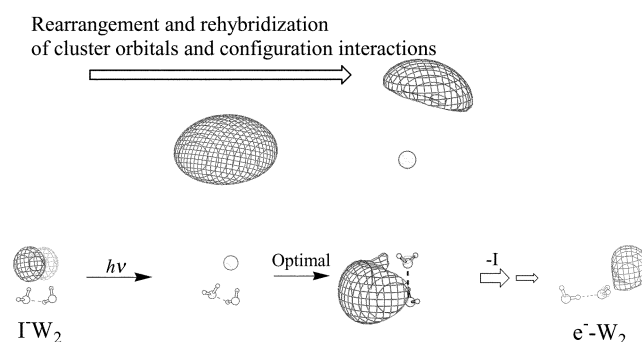 Rearrangement and rehybridization
of cluster orbitals and configuration interactions
hν
Optimal
-I
I⁻W₂
e⁻-W₂